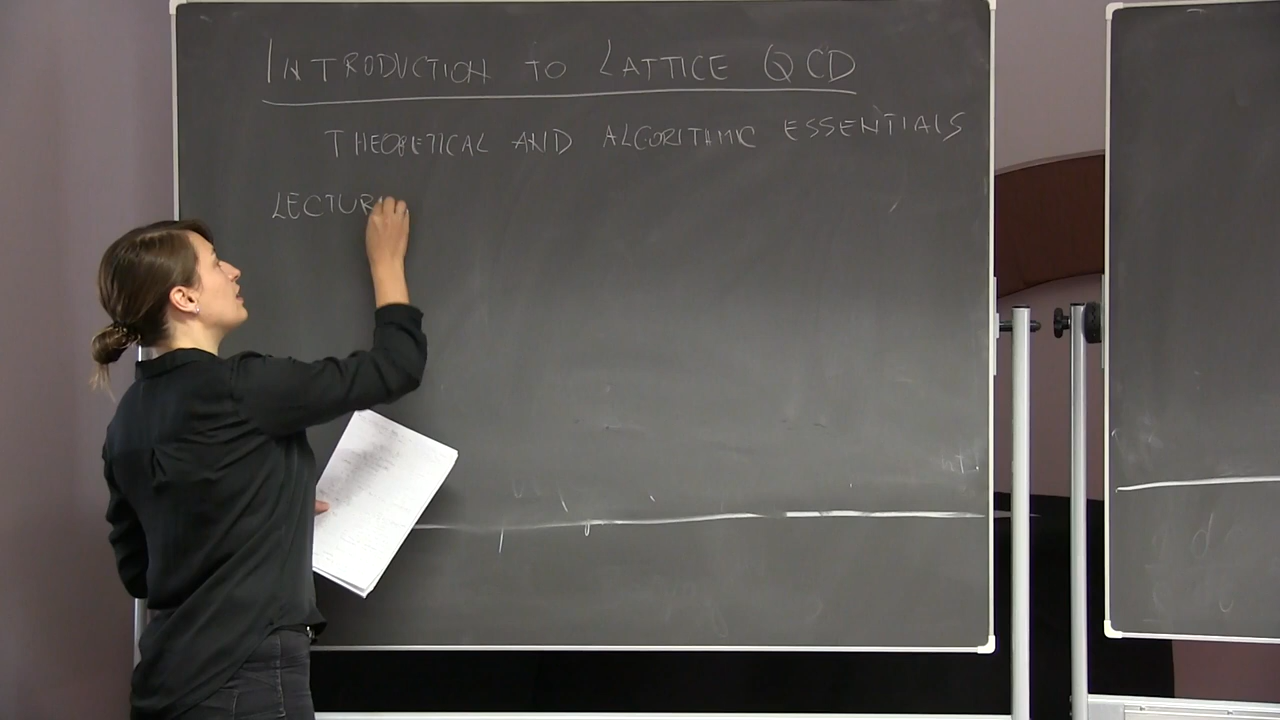 INTRODUCTION TO LATTICE QCD
THEORETICAL AND ALGORITHMIC ESSENTIALS
LECTUR